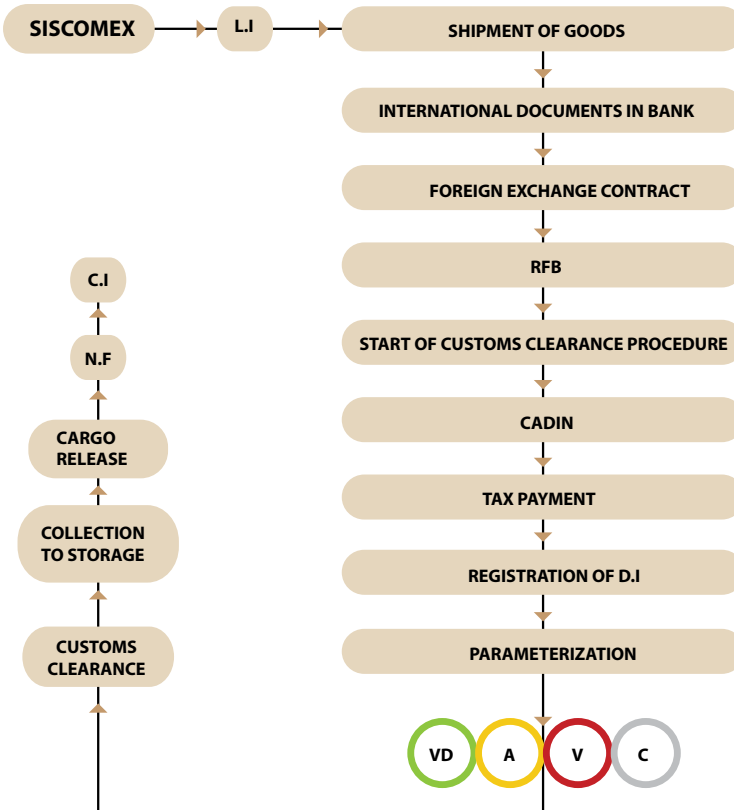 SISCOMEX
L.I
SHIPMENT OF GOODS
INTERNATIONAL DOCUMENTS IN BANK
FOREIGN EXCHANGE CONTRACT
RFB
START OF CUSTOMS CLEARANCE PROCEDURE
CADIN
TAX PAYMENT
REGISTRATION OF D.I
PARAMETERIZATION
VD
A
V
C
CUSTOMS
CLEARANCE
COLLECTION
TO STORAGE
CARGO
RELEASE
N.F
C.I